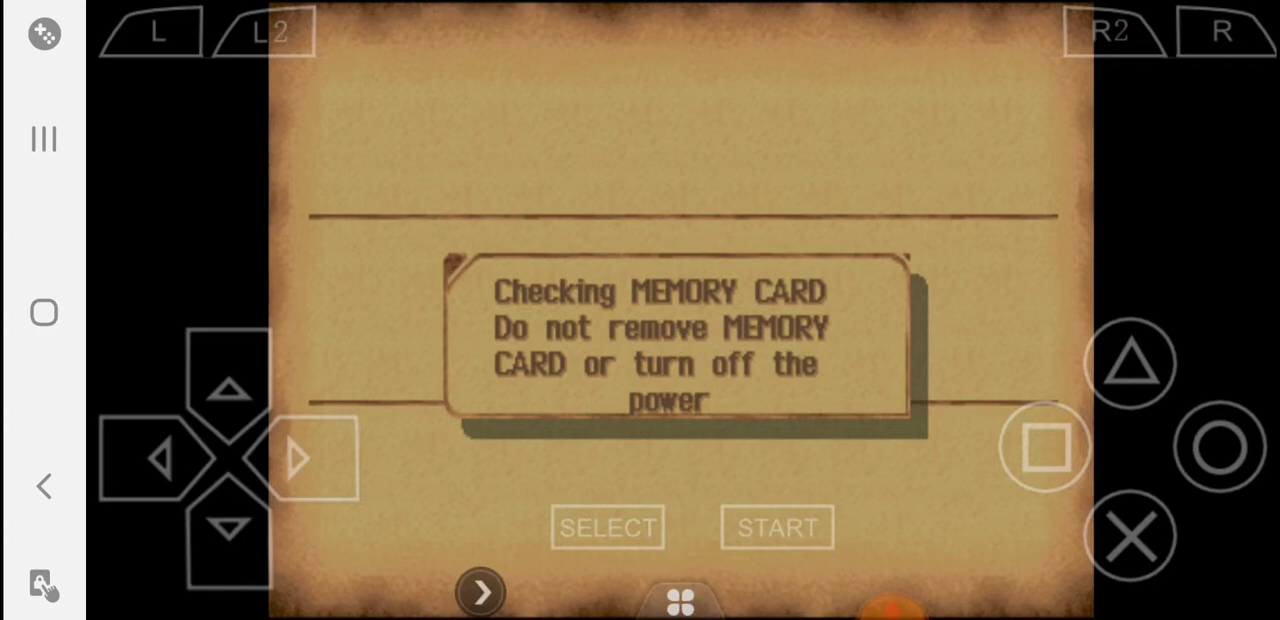 L
L2
R2
R
Checking MEMORY CARD
Do not remove MEMORY
CARD or turn off the
power
SELECT
START